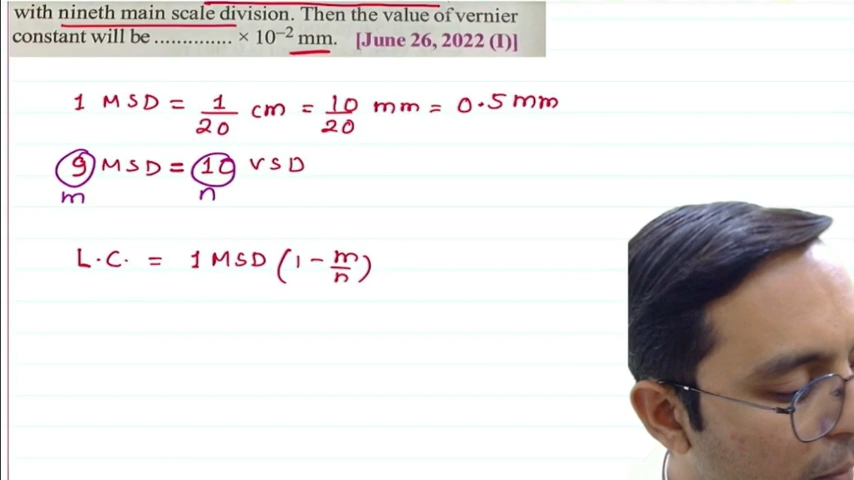 with nineth main scale division. Then the value of vernier
constant will be .............. × 10⁻² mm. [June 26, 2022 (I)]
1 MSD = 1/20 cm = 10/20 mm = 0.5 mm
9 MSD = 10 VSD
m n
L.C. = 1 MSD (1 - m/n)